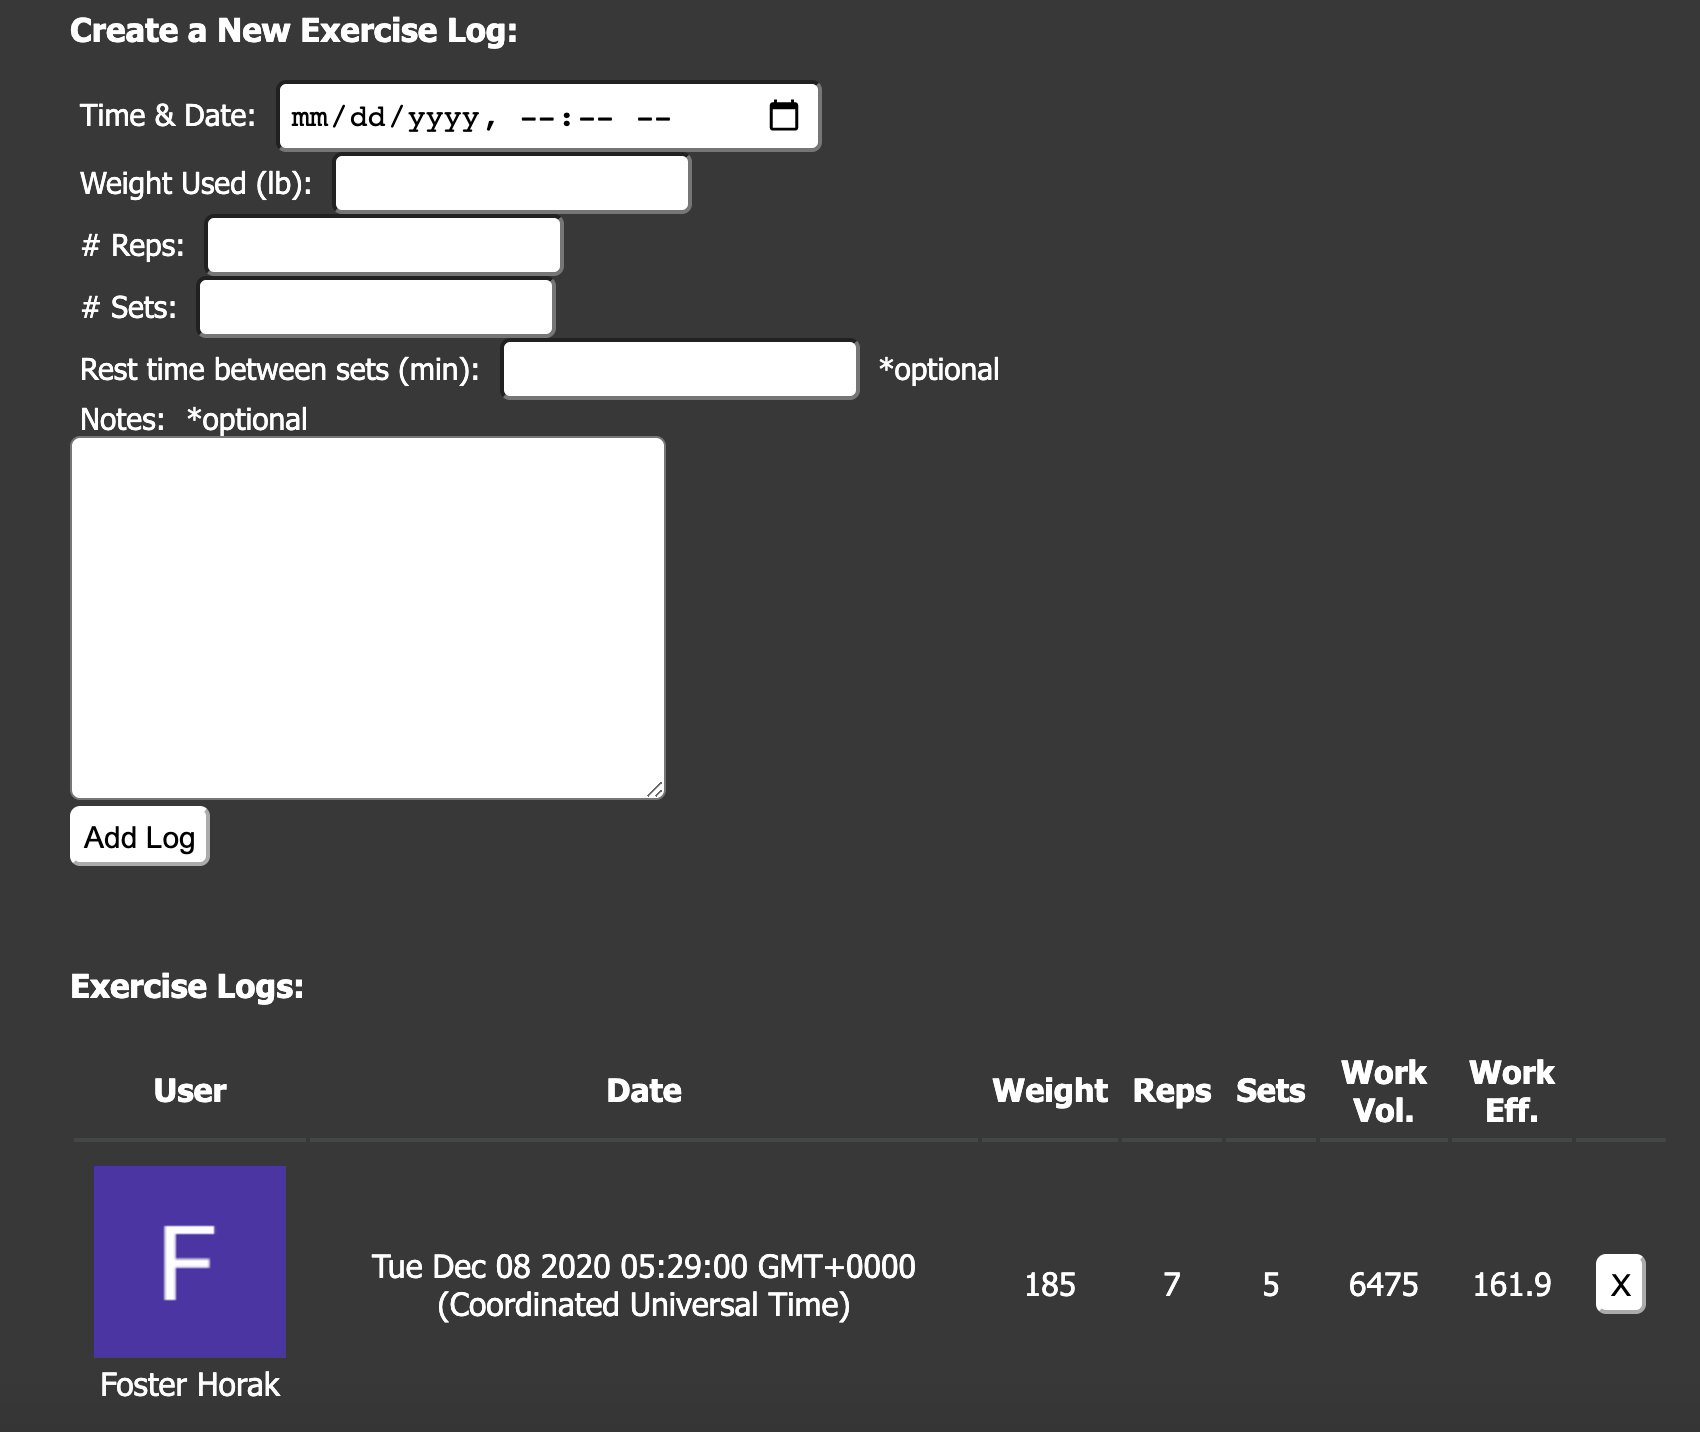 Create a New Exercise Log:
Time & Date: mm/dd/yyyy, --:-- --
Weight Used (lb):
# Reps:
# Sets:
Rest time between sets (min): *optional
Notes: *optional
Add Log
Exercise Logs:
User Date Weight Reps Sets Work Vol. Work Eff.
F
Tue Dec 08 2020 05:29:00 GMT+0000
(Coordinated Universal Time)
185 7 5 6475 161.9 X
Foster Horak